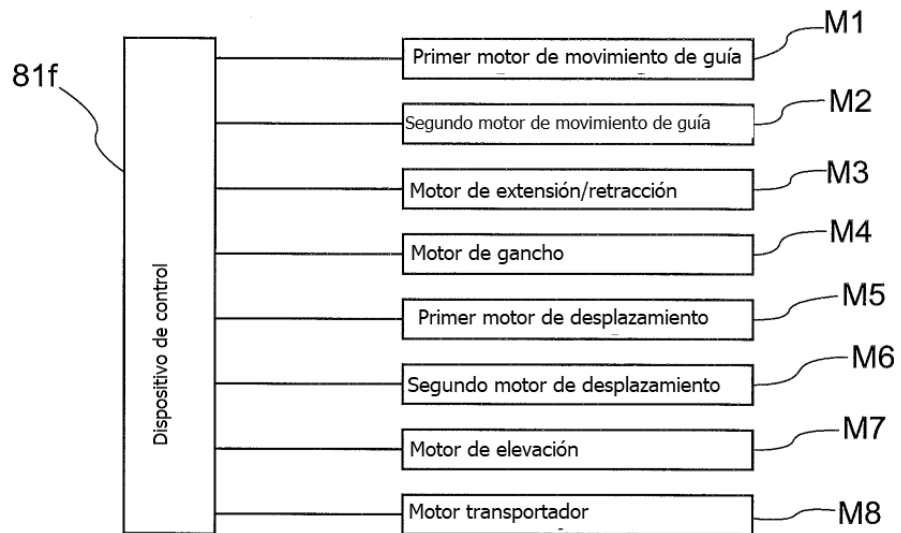 M1
Primer motor de movimiento de guía
81f
M2
Segundo motor de movimiento de guía
M3
Motor de extensión/retracción
M4
Motor de gancho
M5
Primer motor de desplazamiento
M6
Segundo motor de desplazamiento
M7
Motor de elevación
M8
Motor transportador
Dispositivo de control